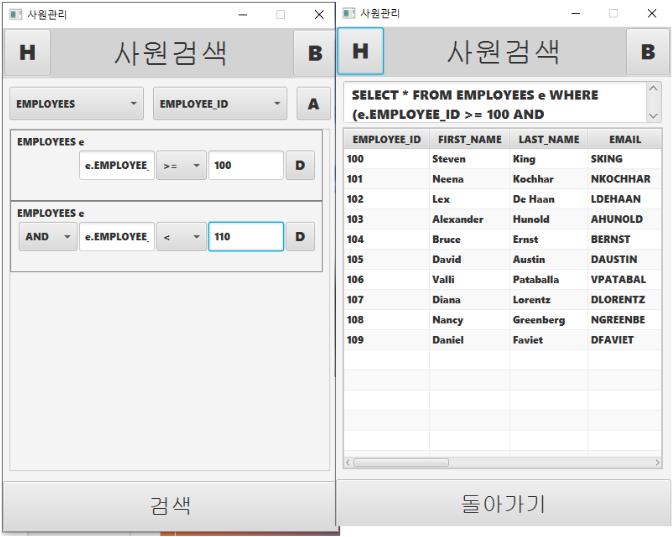 사원관리
H
사원검색
B
EMPLOYEES
EMPLOYEE_ID
A
EMPLOYEES e
e.EMPLOYEE_
>=
100
D
EMPLOYEES e
AND
e.EMPLOYEE_
<
110
D
검색
사원관리
H
사원검색
B
SELECT * FROM EMPLOYEES e WHERE
(e.EMPLOYEE_ID >= 100 AND
EMPLOYEE_ID FIRST_NAME LAST_NAME EMAIL
100 Steven King SKING
101 Neena Kochhar NKOCHHAR
102 Lex De Haan LDEHAAN
103 Alexander Hunold AHUNOLD
104 Bruce Ernst BERNST
105 David Austin DAUSTIN
106 Valli Pataballa VPATABAL
107 Diana Lorentz DLORENTZ
108 Nancy Greenberg NGREENBE
109 Daniel Faviet DFAVIET
돌아가기